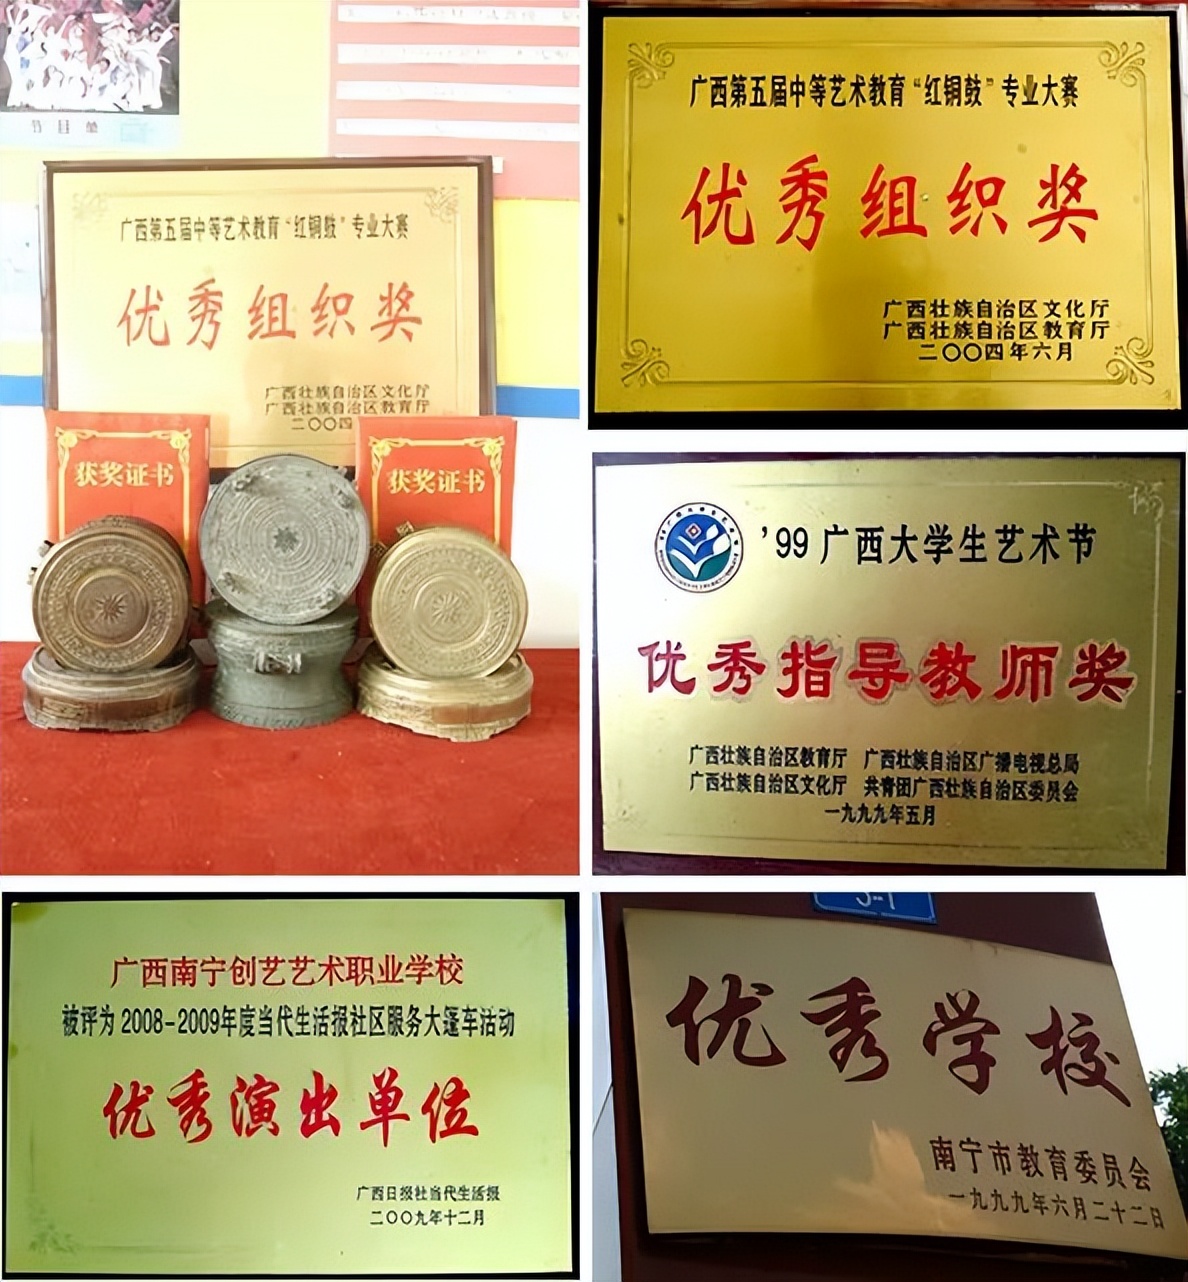 节目单
广西第五届中等艺术教育“红铜鼓”专业大赛
优秀组织奖
广西壮族自治区文化厅
广西壮族自治区教育厅
二〇〇四
获奖证书
获奖证书
广西第五届中等艺术教育“红铜鼓”专业大赛
优秀组织奖
广西壮族自治区文化厅
广西壮族自治区教育厅
二〇〇四年六月
’99广西大学生艺术节
优秀指导教师奖
广西壮族自治区教育厅 广西壮族自治区广播电视总局
广西壮族自治区文化厅 共青团广西壮族自治区委员会
一九九九年五月
广西南宁创艺艺术职业学校
被评为2008-2009年度当代生活报社区服务大篷车活动
优秀演出单位
广西日报社当代生活报
二〇〇九年十二月
优秀学校
南宁市教育委员会
一九九九年六月二十二日